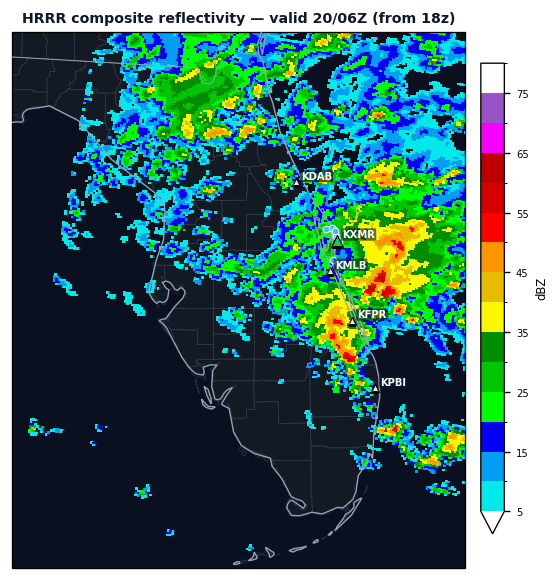 HRRR composite reflectivity — valid 20/06Z (from 18z)
KDAB
KXMR
KMLB
KFPR
KPBI
75
65
55
45
35
25
15
5
dBZ